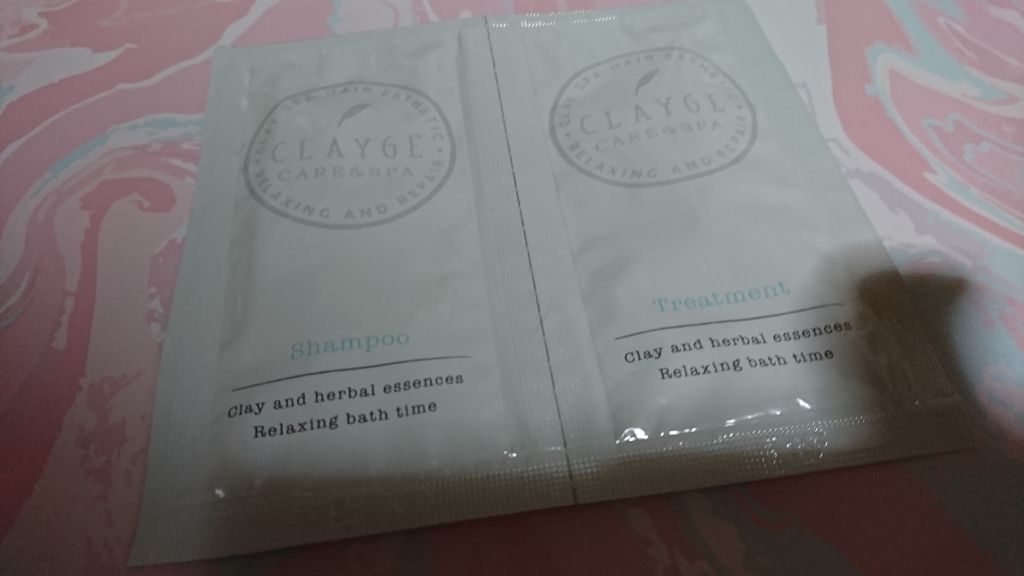 CLAY SPA HAIR ESTHETIC
CLAYGE
CARE&SPA
RELAXING AND REPAIR
Shampoo
Clay and herbal essences
Relaxing bath time
CLAY SPA HAIR ESTHETIC
CLAYGE
CARE&SPA
RELAXING AND REPAIR
Treatment
Clay and herbal essences
Relaxing bath time